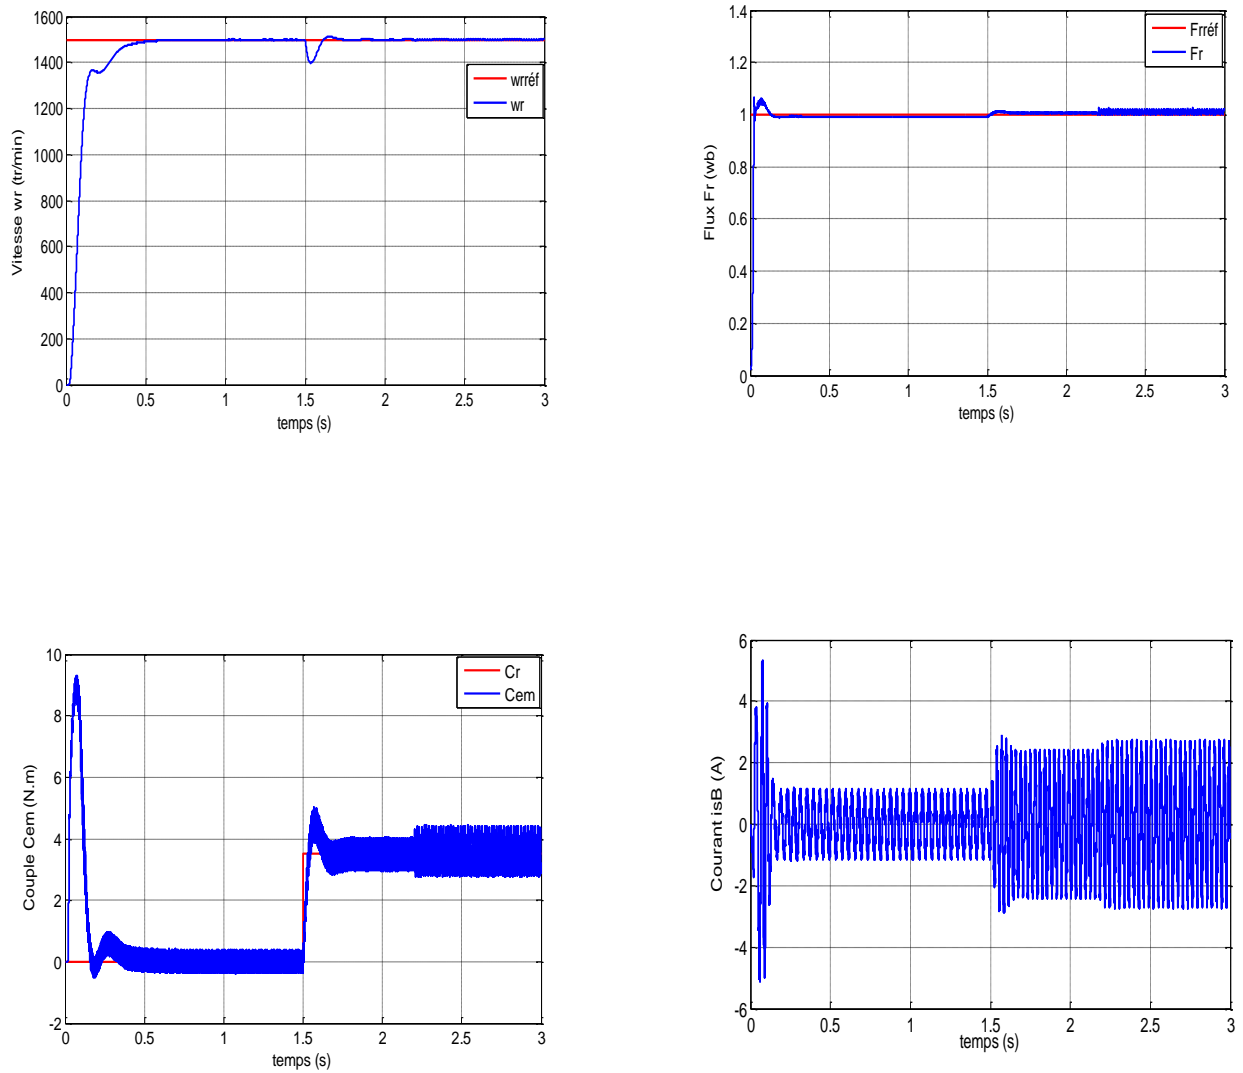 1600
1400
1200
1000
800
600
400
200
0
0 0.5 1 1.5 2 2.5 3
Vitesse wr (tr/min)
temps (s)
wrréf
wr
1.4
1.2
1
0.8
0.6
0.4
0.2
0
0 0.5 1 1.5 2 2.5 3
Flux Fr (wb)
temps (s)
Frréf
Fr
10
8
6
4
2
0
-2
0 0.5 1 1.5 2 2.5 3
Couple Cem (N.m)
temps (s)
Cr
Cem
6
4
2
0
-2
-4
-6
0 0.5 1 1.5 2 2.5 3
Courant isB (A)
temps (s)